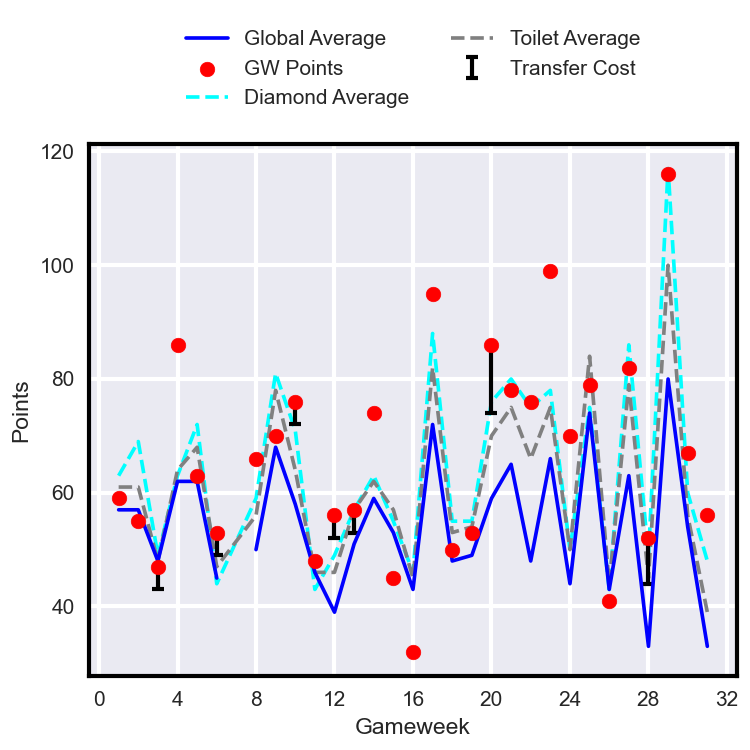 Global Average
GW Points
Diamond Average
Toilet Average
Transfer Cost
120
100
80
60
40
Points
0 4 8 12 16 20 24 28 32
Gameweek